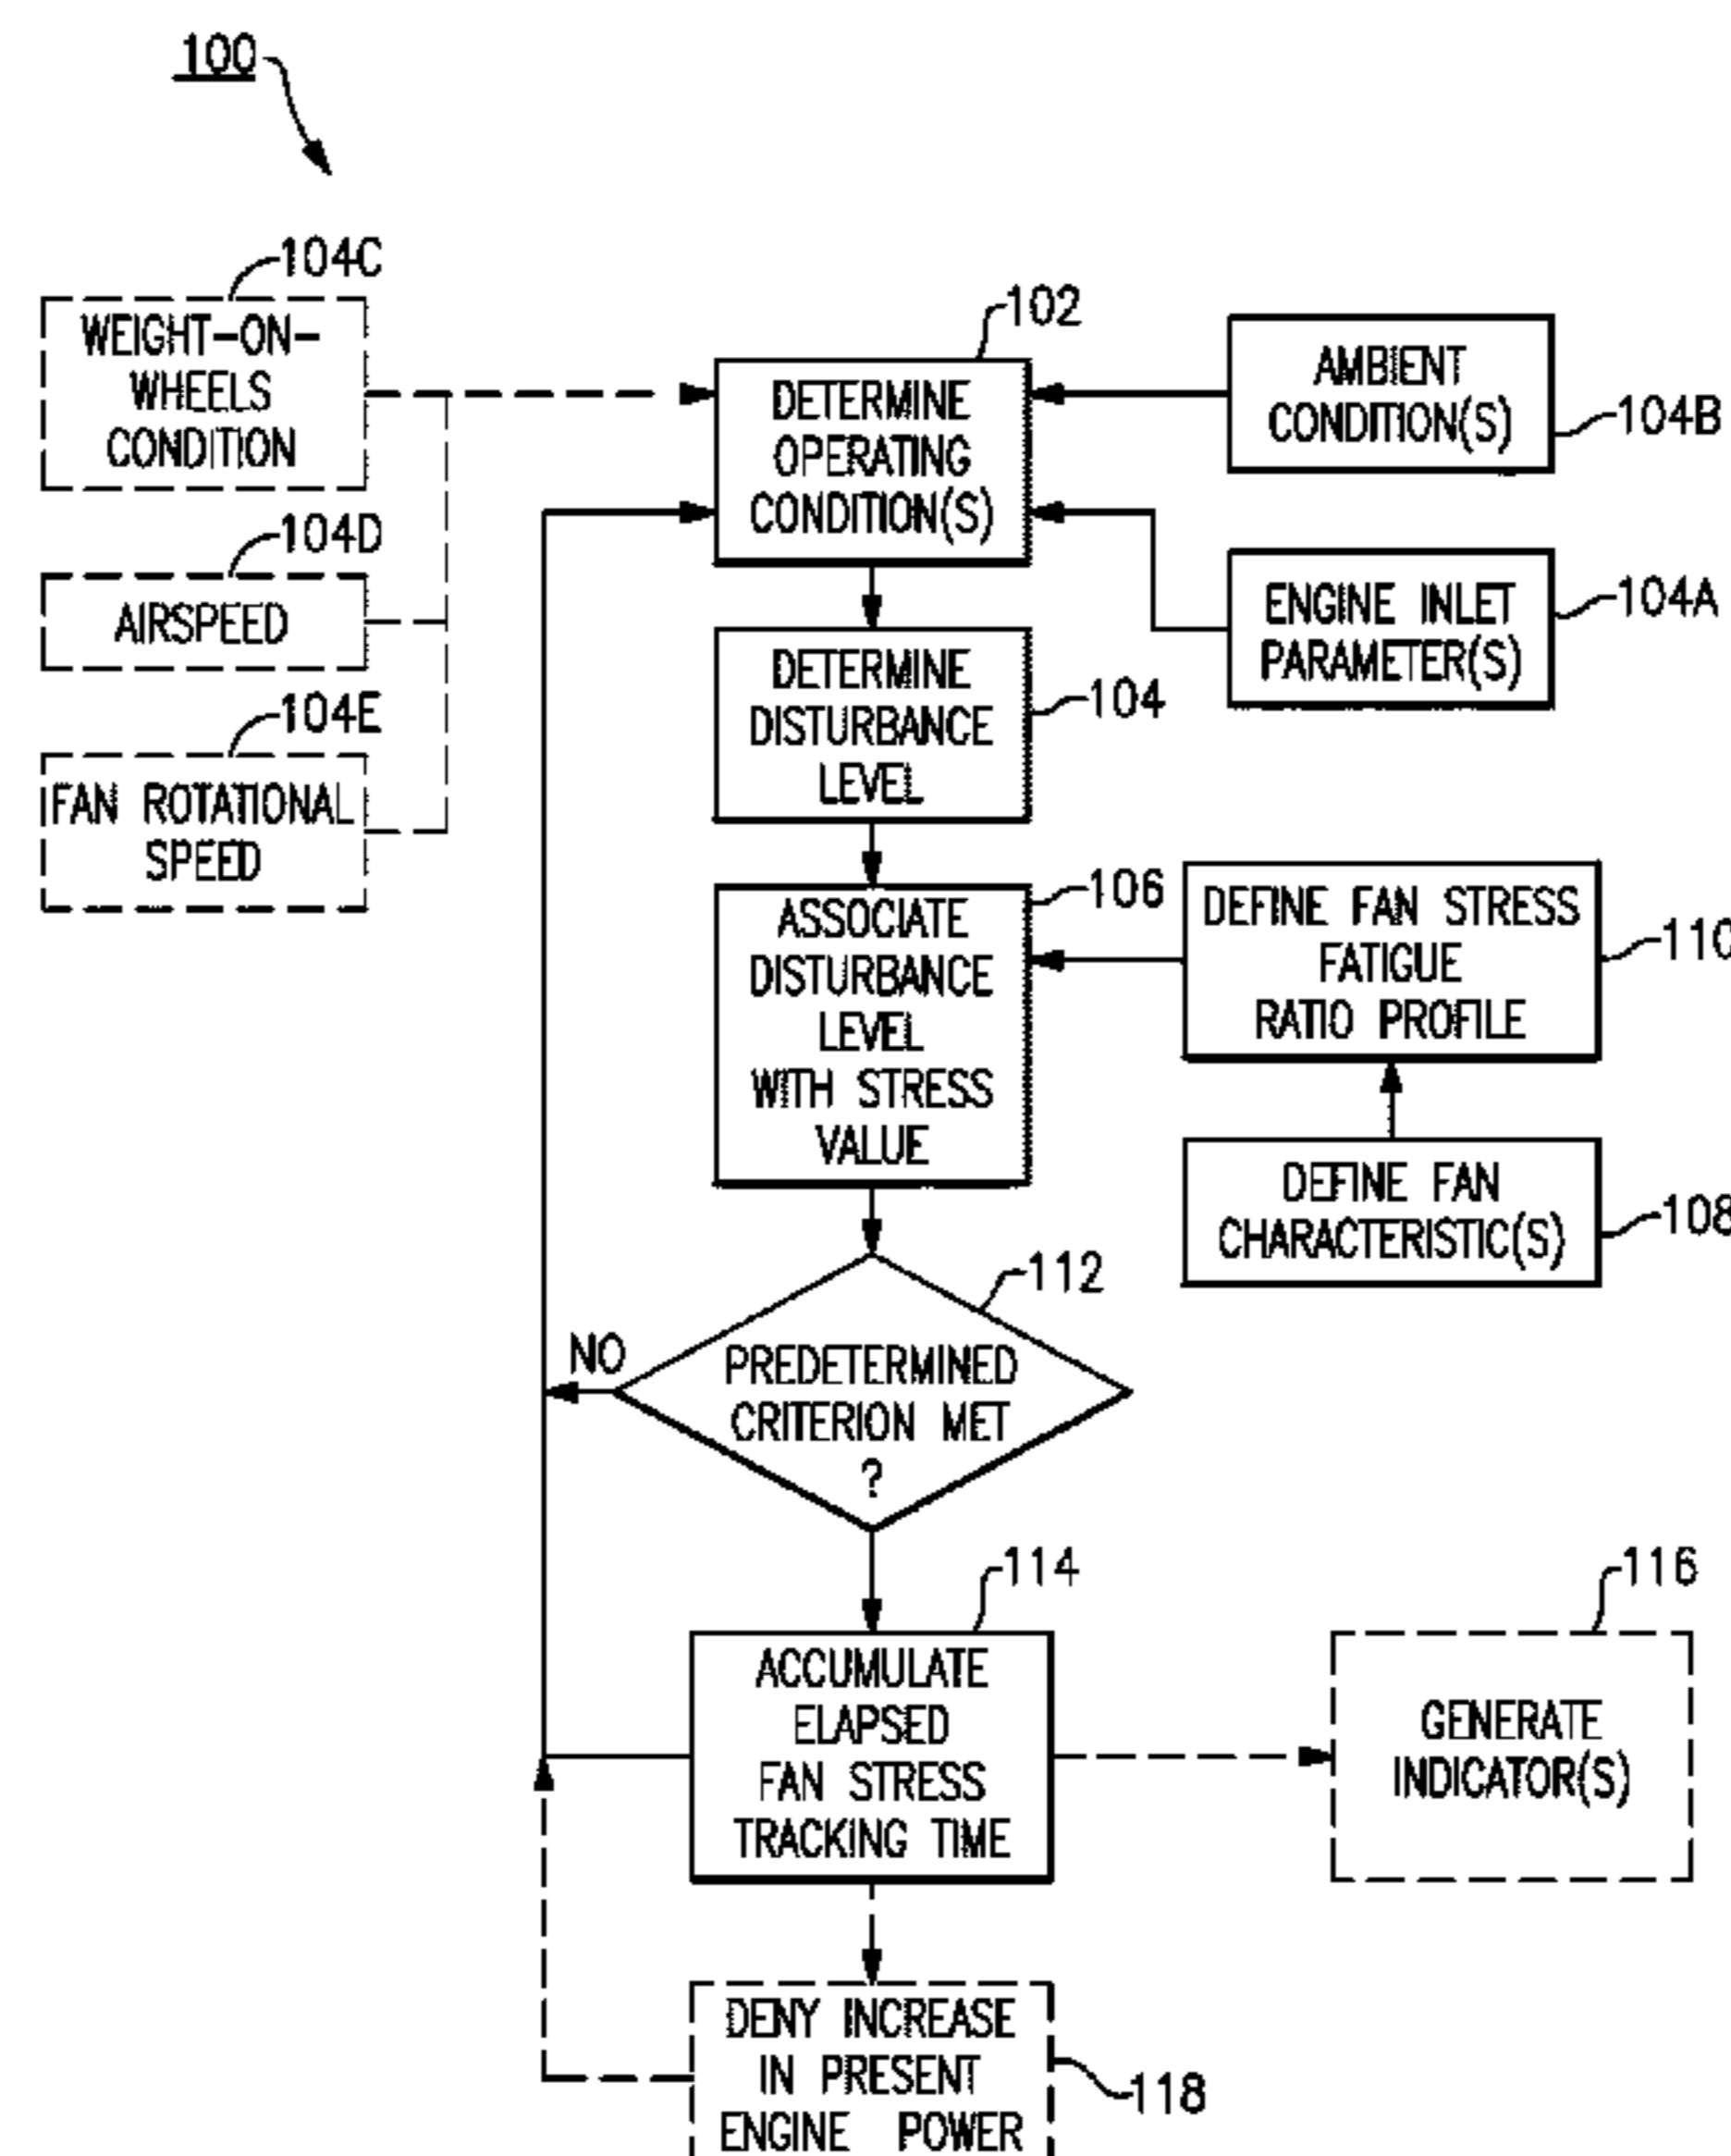 100
104C
WEIGHT-ON-
WHEELS
CONDITION
104D
AIRSPEED
104E
FAN ROTATIONAL
SPEED
102
DETERMINE
OPERATING
CONDITION(S)
AMBIENT
CONDITION(S)
104B
ENGINE INLET
PARAMETER(S)
104A
DETERMINE
DISTURBANCE
LEVEL
104
ASSOCIATE
DISTURBANCE
LEVEL
WITH STRESS
VALUE
106
DEFINE FAN STRESS
FATIGUE
RATIO PROFILE
110
DEFINE FAN
CHARACTERISTIC(S)
108
112
NO
PREDETERMINED
CRITERION MET
?
114
ACCUMULATE
ELAPSED
FAN STRESS
TRACKING TIME
116
GENERATE
INDICATOR(S)
DENY INCREASE
IN PRESENT
ENGINE POWER
118